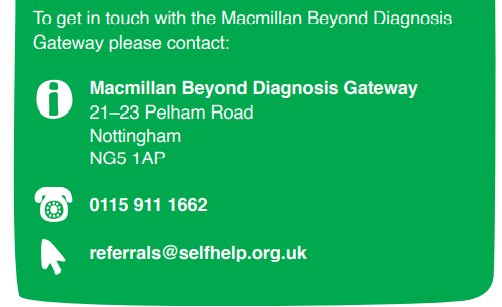 To get in touch with the Macmillan Beyond Diagnosis
Gateway please contact:
Macmillan Beyond Diagnosis Gateway
21–23 Pelham Road
Nottingham
NG5 1AP
0115 911 1662
referrals@selfhelp.org.uk